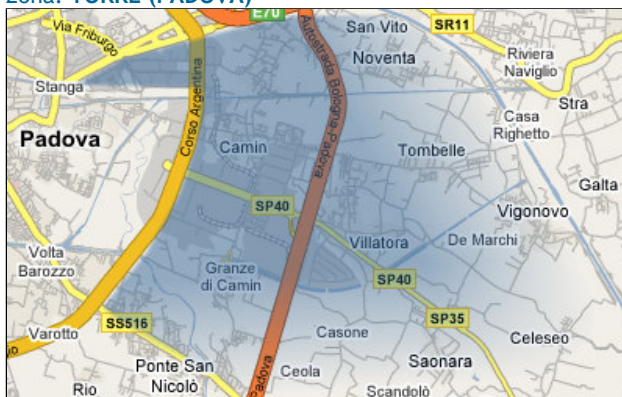 zona: TORRE (PADOVA)
E70
Via Friburgo
San Vito
SR11
Noventa
Riviera
Naviglio
Stanga
Stra
Autostrada Bologna Padova
Corso Argentina
Casa
Righetto
Padova
Camin
Tombelle
Galta
SP40
Vigonovo
Villatora
De Marchi
Volta
Barozzo
Granze
di Camin
SP40
SS516
SP35
Varotto
Casone
Celeseo
Ponte San
Nicolò
Saonara
Ceola
Padova
Rio
Scandolò